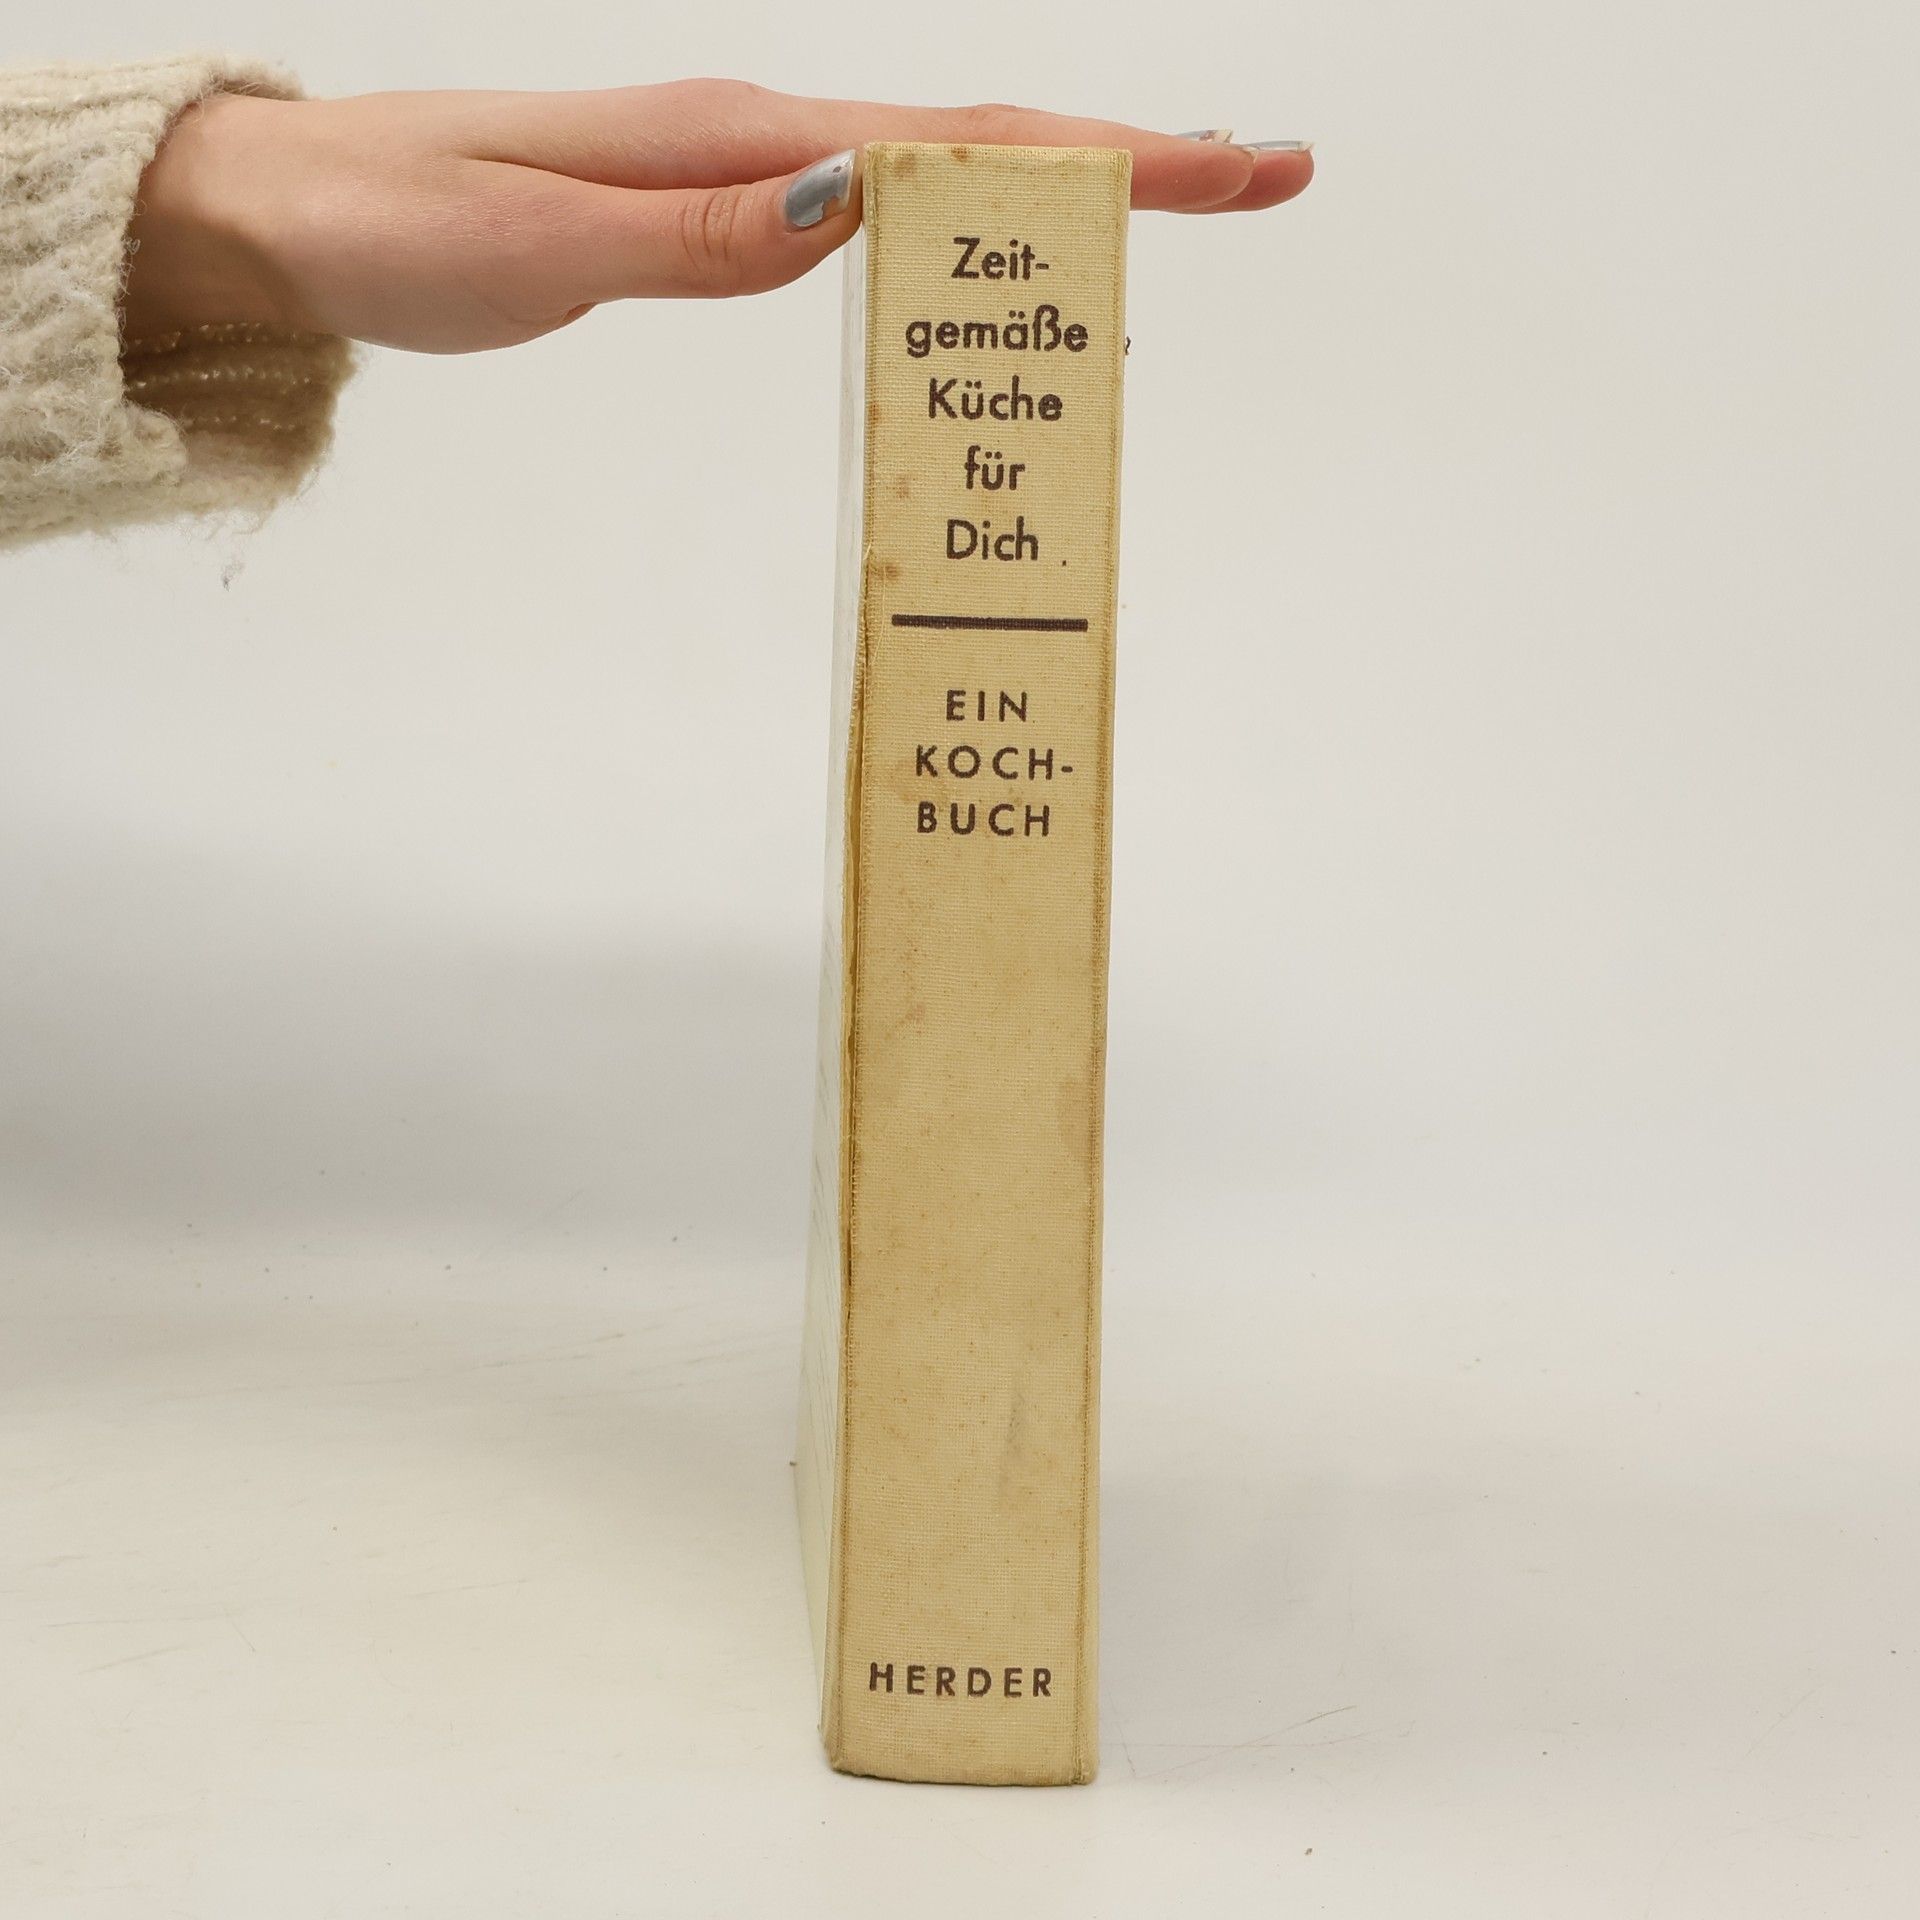 Zeit-
gemäße
Küche
für
Dich
EIN
KOCH-
BUCH
HERDER